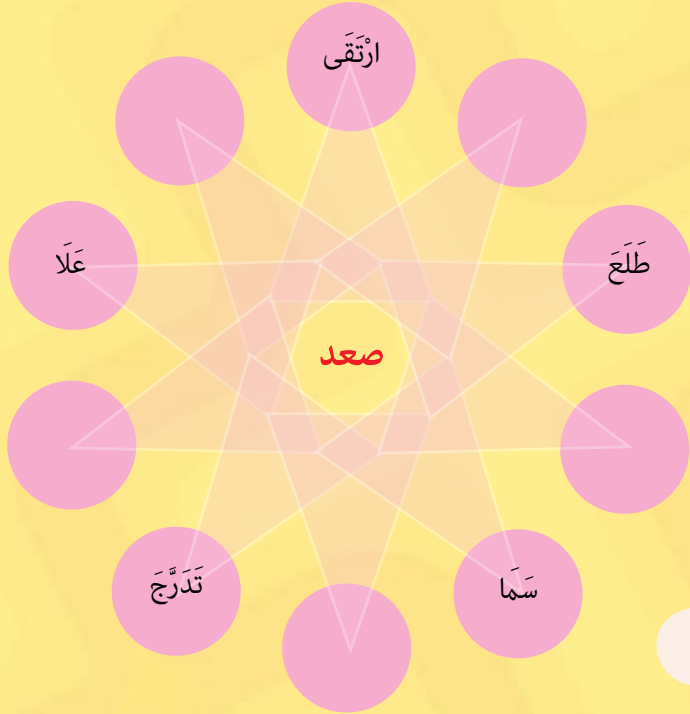 ارْتَقَى
طَلَعَ
عَلَا
صعد
تَدَرَّجَ
سَمَا